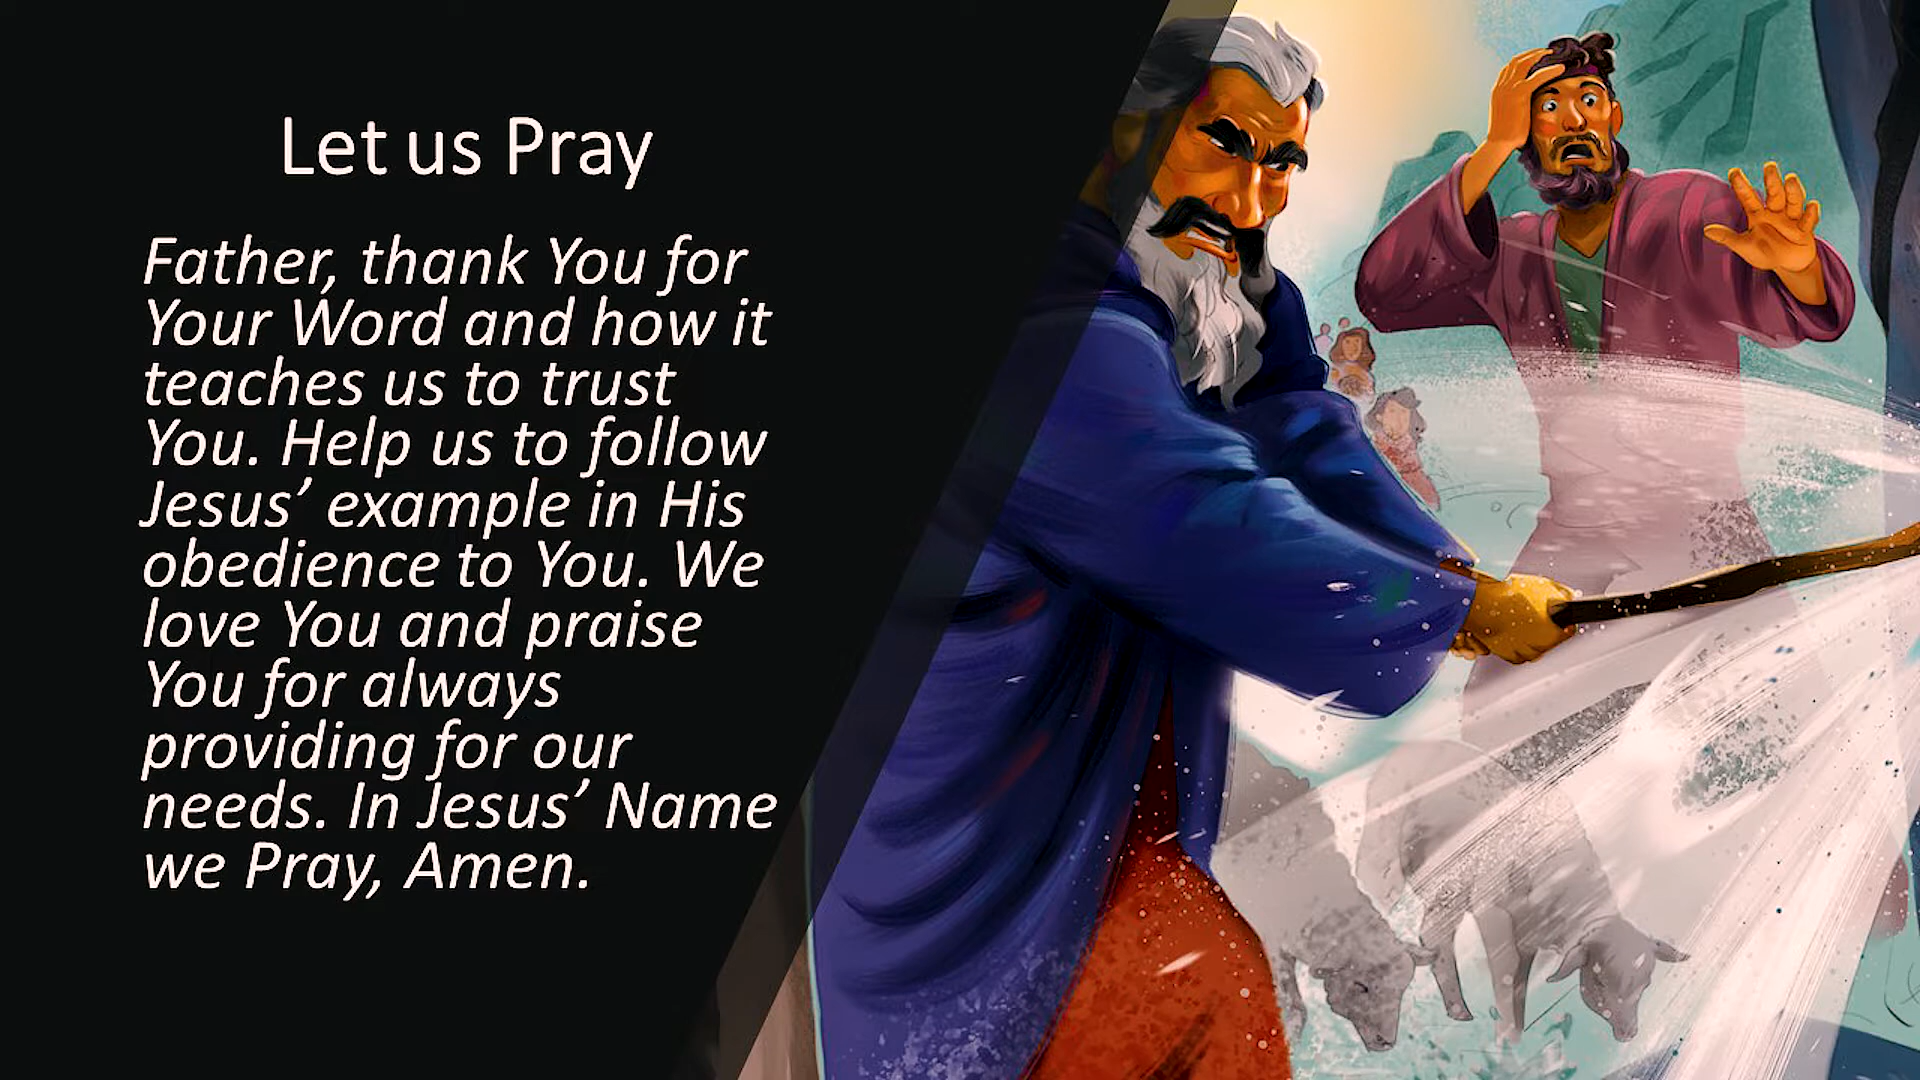 Let us Pray
Father, thank You for
Your Word and how it
teaches us to trust
You. Help us to follow
Jesus’ example in His
obedience to You. We
love You and praise
You for always
providing for our
needs. In Jesus’ Name
we Pray, Amen.